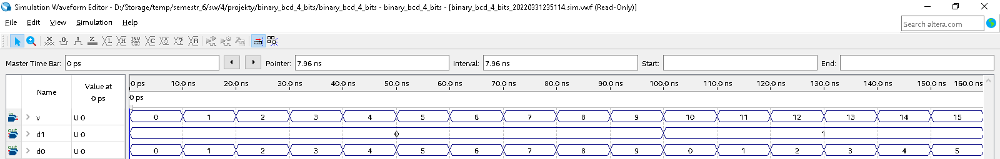 Simulation Waveform Editor - D:/Storage/temp/semestr_6/sw/4/projekty/binary_bcd_4_bits/binary_bcd_4_bits - binary_bcd_4_bits - [binary_bcd_4_bits_20220331235114.sim.vwf (Read-Only)]
File Edit View Simulation Help
Search altera.com
Master Time Bar: 0 ps Pointer: 7.96 ns Interval: 7.96 ns Start: End:
Name Value at 0 ps
0 ps 10.0 ns 20.0 ns 30.0 ns 40.0 ns 50.0 ns 60.0 ns 70.0 ns 80.0 ns 90.0 ns 100.0 ns 110.0 ns 120.0 ns 130.0 ns 140.0 ns 150.0 ns 160.0 ns
0 ps
in v U 0 0 1 2 3 4 5 6 7 8 9 10 11 12 13 14 15
out d1 U 0 0 1
out d0 U 0 0 1 2 3 4 5 6 7 8 9 0 1 2 3 4 5